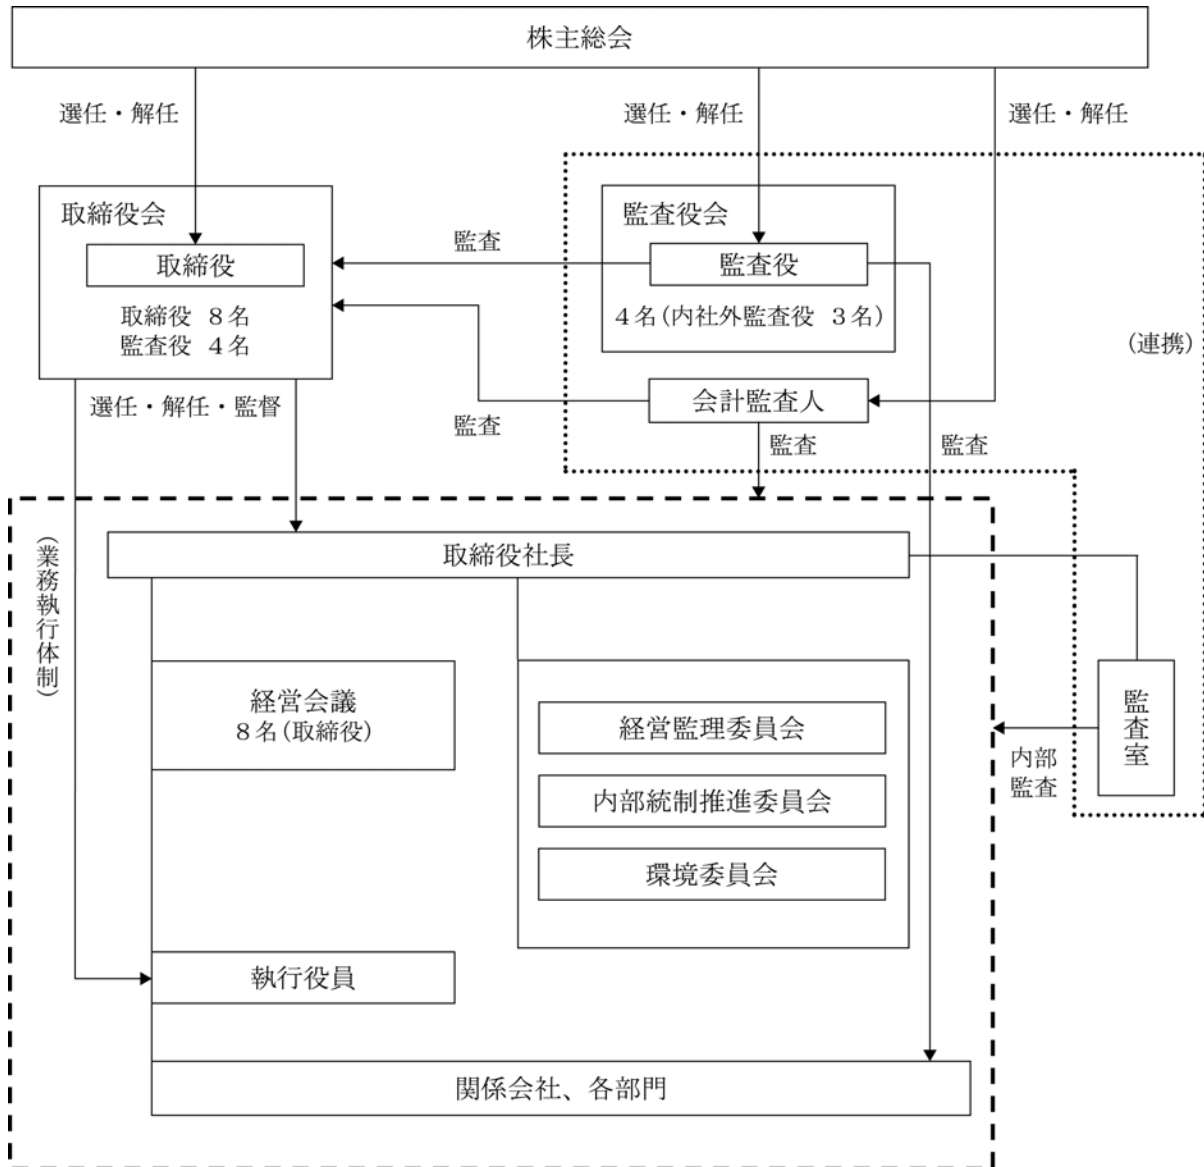 株主総会
選任・解任
選任・解任
選任・解任
取締役会
取締役
取締役 8名
監査役 4名
監査
監査役会
監査役
4名(内社外監査役 3名)
(連携)
会計監査人
選任・解任・監督
監査
監査
監査
(業務執行体制)
取締役社長
経営会議
8名(取締役)
経営監理委員会
内部統制推進委員会
環境委員会
内部
監査
監査室
執行役員
関係会社、各部門